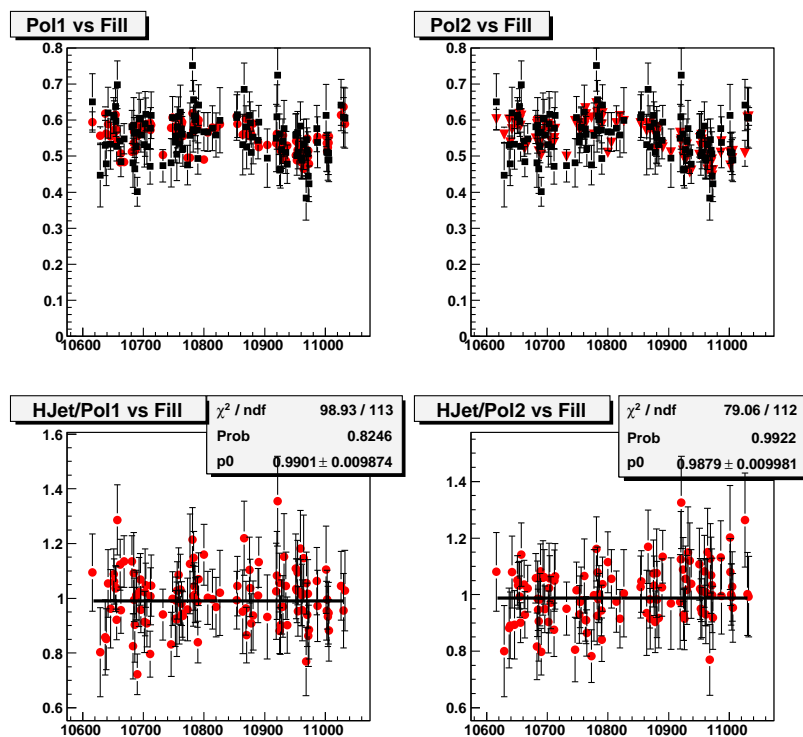 Pol1 vs Fill
0.8
0.7
0.6
0.5
0.4
0.3
0.2
0.1
0
10600 10700 10800 10900 11000
Pol2 vs Fill
0.8
0.7
0.6
0.5
0.4
0.3
0.2
0.1
0
10600 10700 10800 10900 11000
HJet/Pol1 vs Fill
χ² / ndf 98.93 / 113
Prob 0.8246
p0 0.9901 ± 0.009874
1.6
1.4
1.2
1
0.8
0.6
10600 10700 10800 10900 11000
HJet/Pol2 vs Fill
χ² / ndf 79.06 / 112
Prob 0.9922
p0 0.9879 ± 0.009981
1.4
1.2
1
0.8
0.6
10600 10700 10800 10900 11000